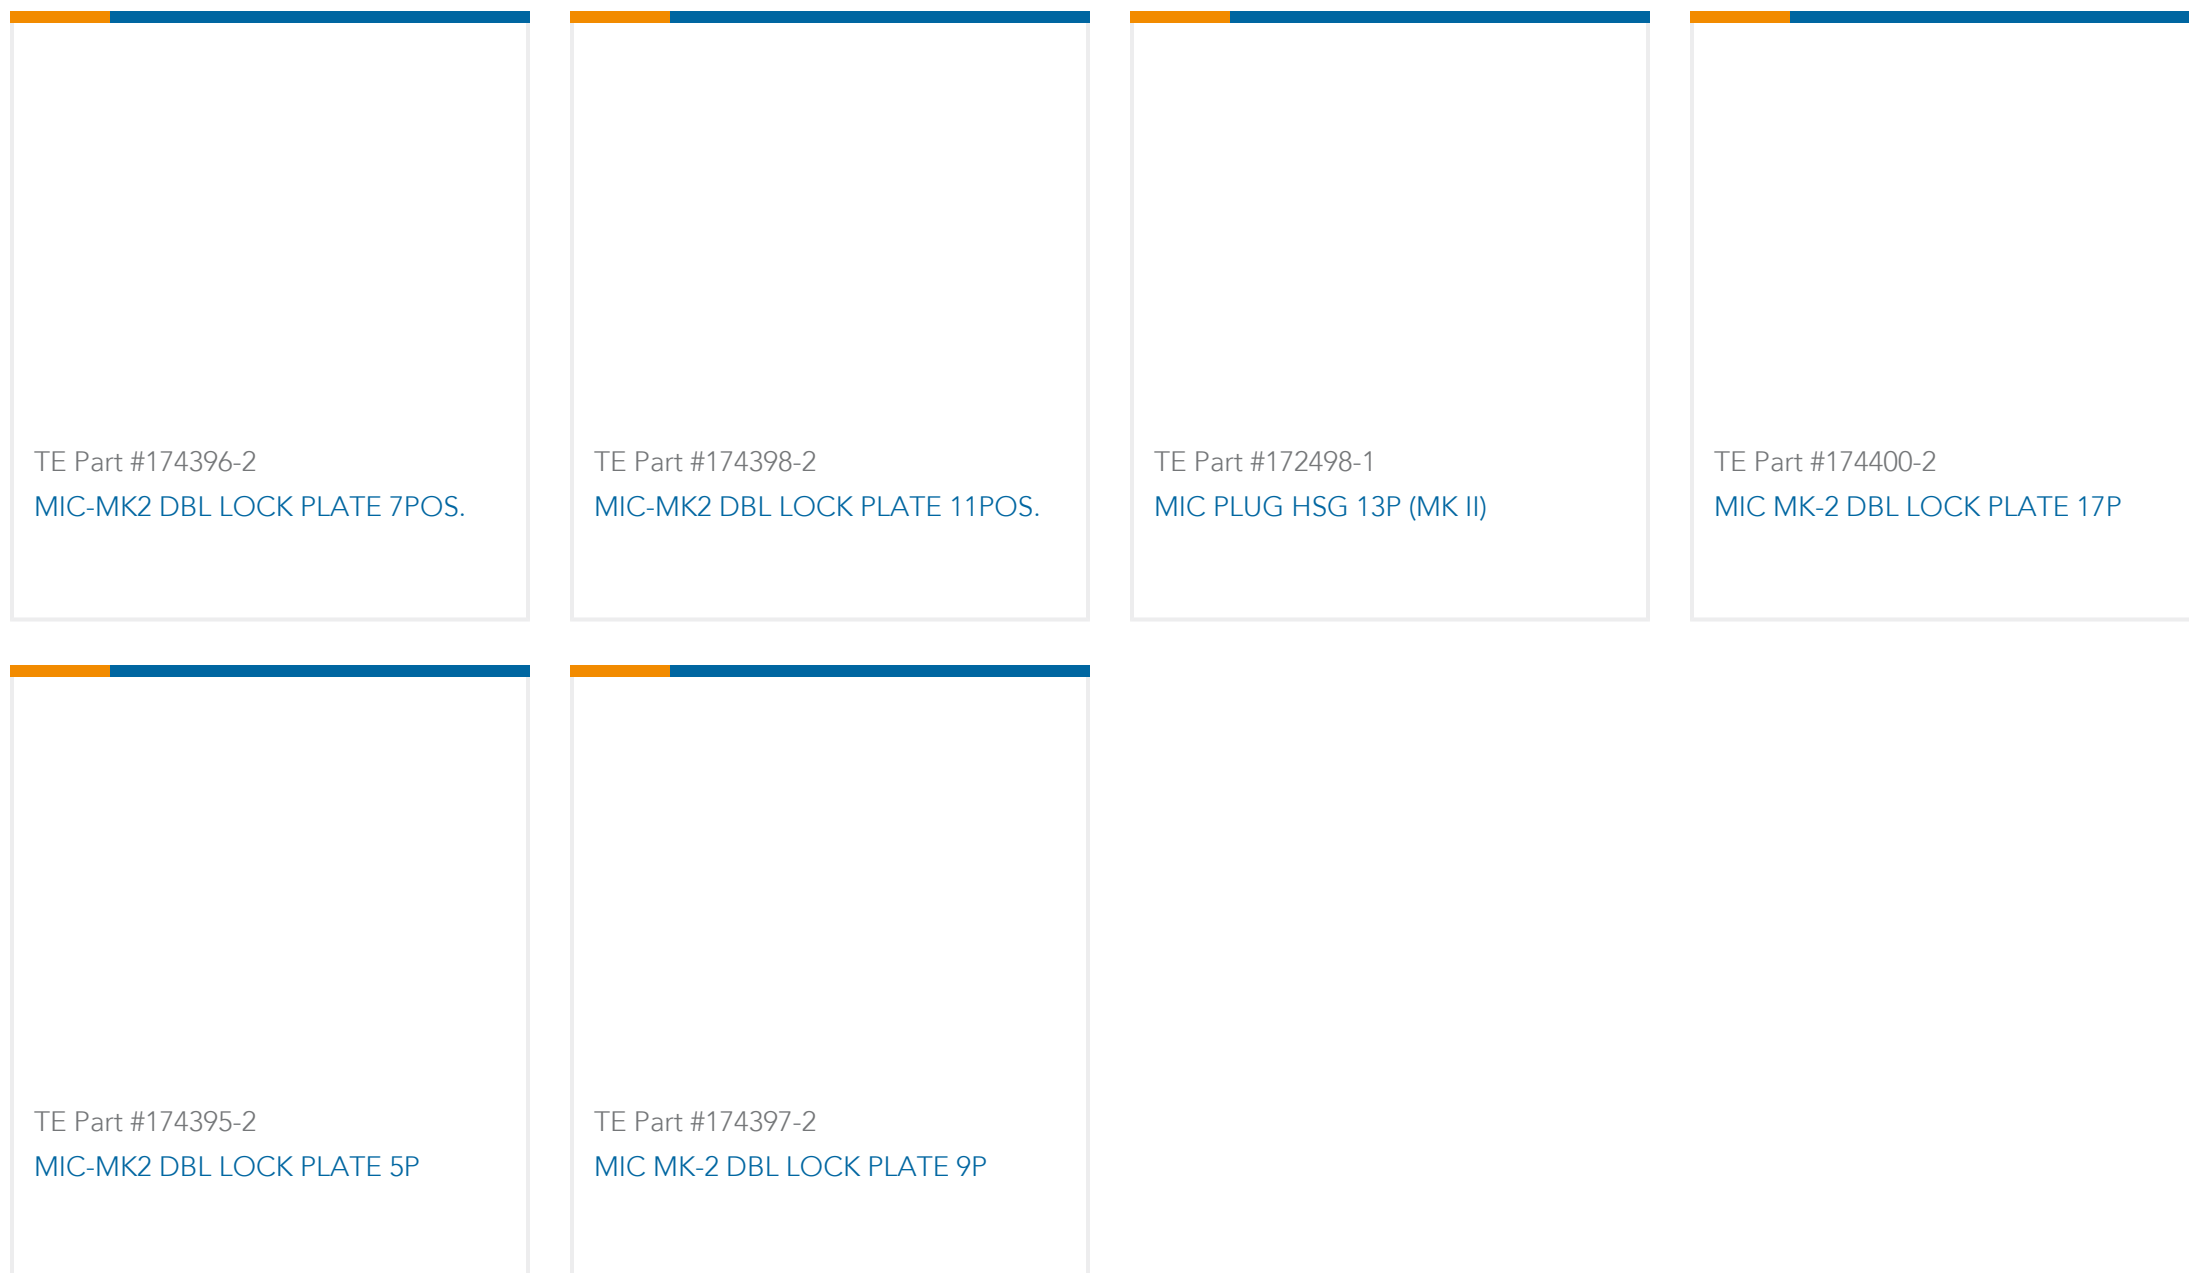 TE Part #174396-2
MIC-MK2 DBL LOCK PLATE 7POS.
TE Part #174398-2
MIC-MK2 DBL LOCK PLATE 11POS.
TE Part #172498-1
MIC PLUG HSG 13P (MK II)
TE Part #174400-2
MIC MK-2 DBL LOCK PLATE 17P
TE Part #174395-2
MIC-MK2 DBL LOCK PLATE 5P
TE Part #174397-2
MIC MK-2 DBL LOCK PLATE 9P